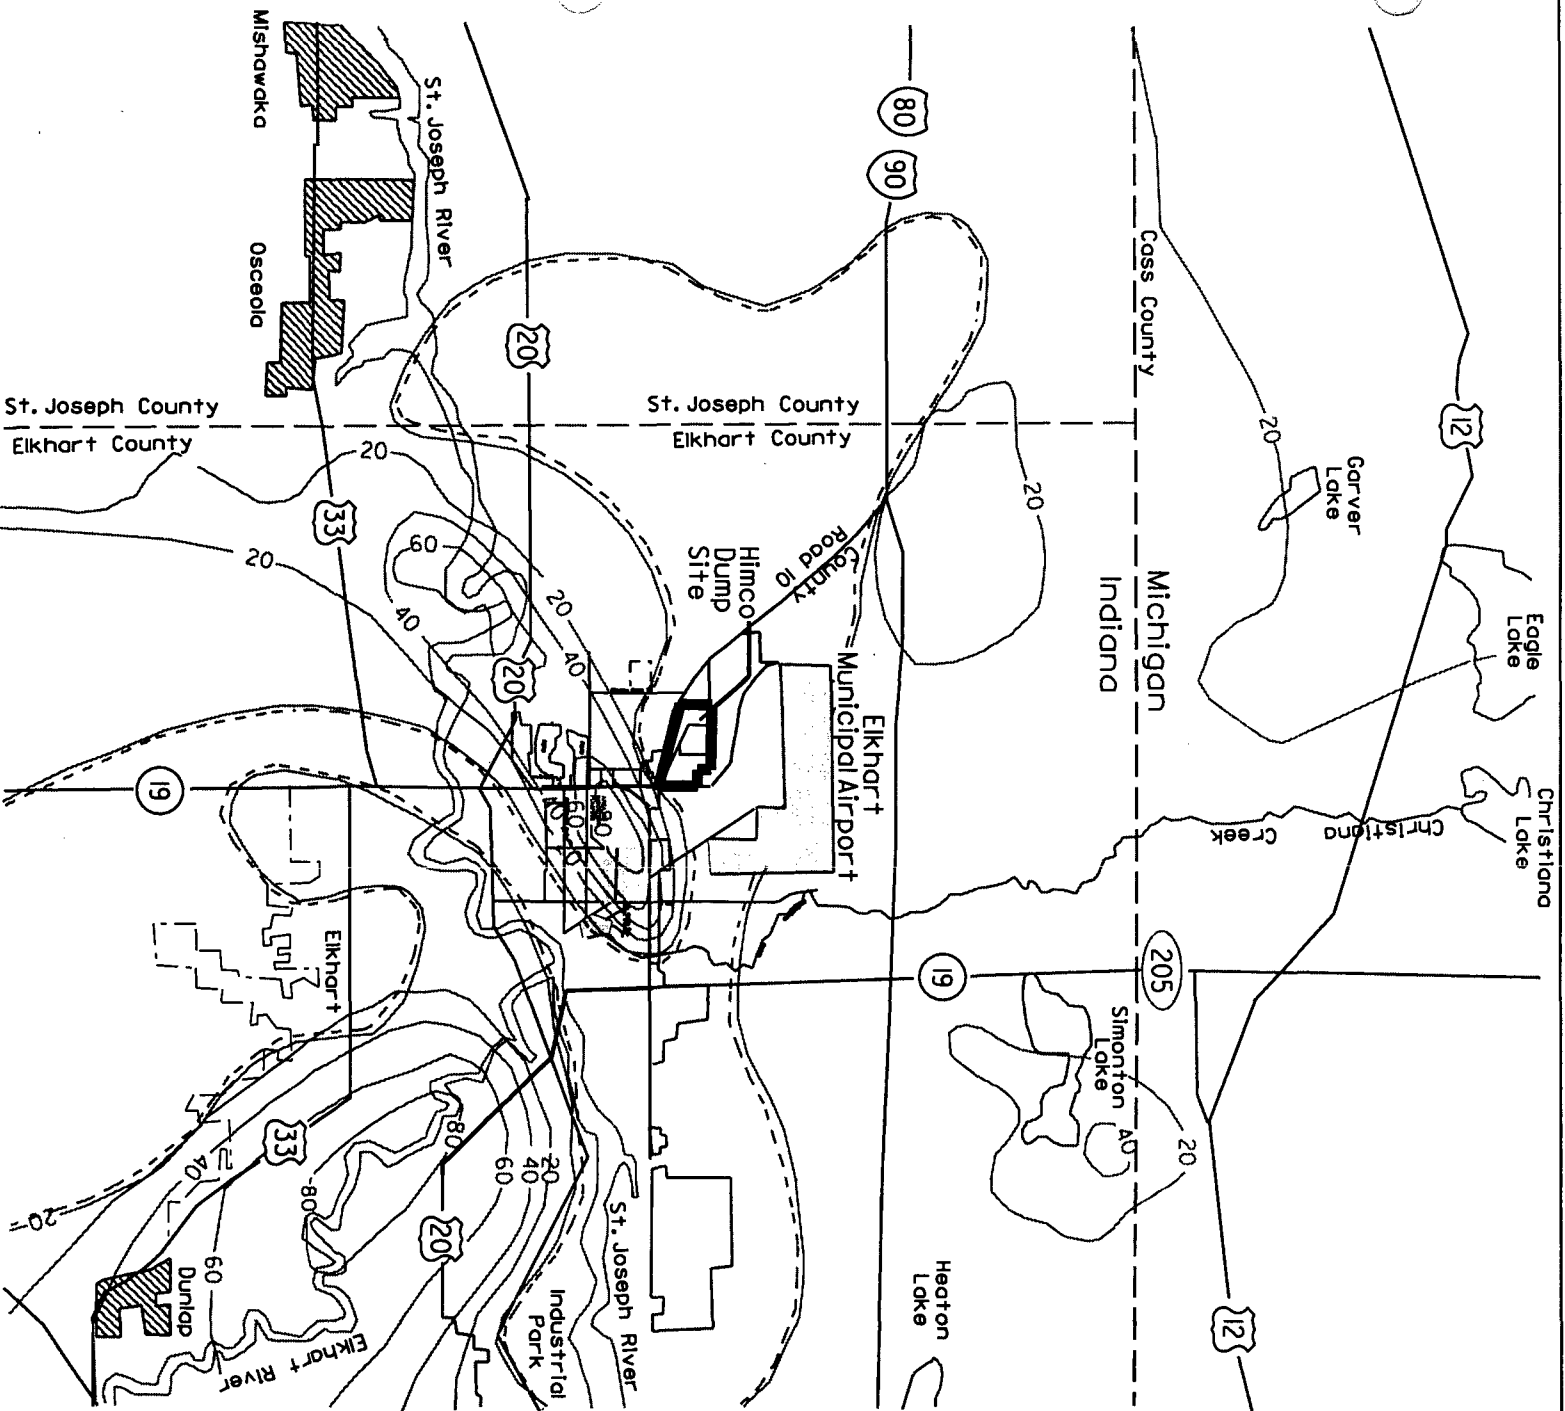 12
Garver
Lake
Eagle
Lake
Christiana
Lake
20
Christiana
Creek
Cass County
Michigan
Indiana
205
20
Simonton
Lake
40
20
12
80
90
19
Heaton
Lake
St. Joseph County
Elkhart County
County
Road 10
Elkhart
Municipal Airport
Himco
Dump
Site
St. Joseph River
20
20
40
20
60
40
60
80
20
40
60
80
St. Joseph River
Industrial
Park
20
Mishawaka
Osceola
33
20
20
St. Joseph County
Elkhart County
19
Elkhart
33
80
40
60
20
Dunlap
Elkhart River